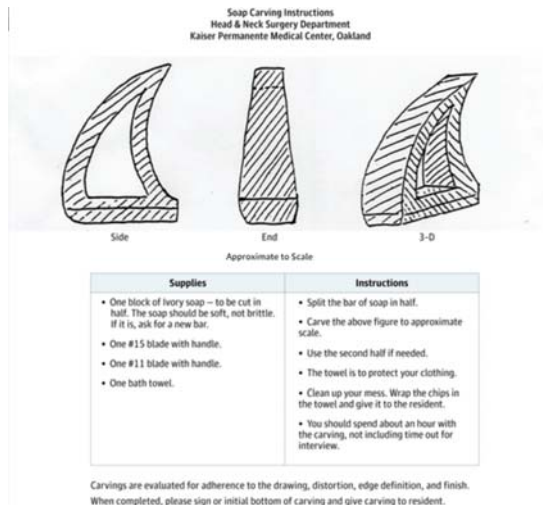 Soap Carving Instructions
Head & Neck Surgery Department
Kaiser Permanente Medical Center, Oakland
Side
End
3-D
Approximate to Scale
Supplies
• One block of Ivory soap — to be cut in
half. The soap should be soft, not brittle.
If it is, ask for a new bar.
• One #15 blade with handle.
• One #11 blade with handle.
• One bath towel.
Instructions
• Split the bar of soap in half.
• Carve the above figure to approximate
scale.
• Use the second half if needed.
• The towel is to protect your clothing.
• Clean up your mess. Wrap the chips in
the towel and give it to the resident.
• You should spend about an hour with
the carving, not including time out for
interview.
Carvings are evaluated for adherence to the drawing, distortion, edge definition, and finish.
When completed, please sign or initial bottom of carving and give carving to resident.